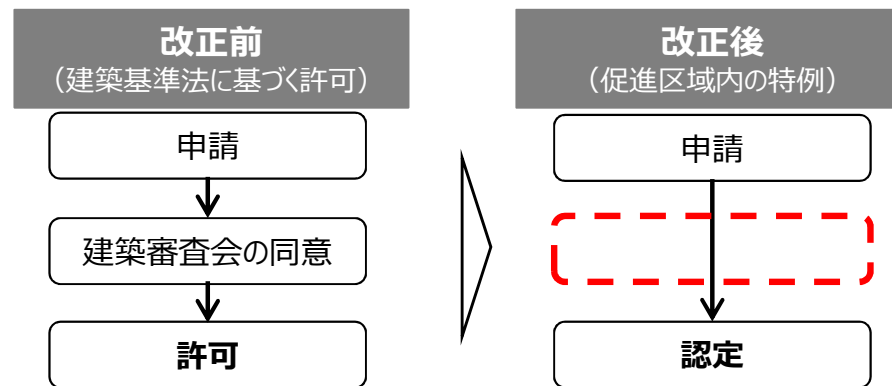 改正前
（建築基準法に基づく許可）
申請
建築審査会の同意
許可
改正後
（促進区域内の特例）
申請
認定